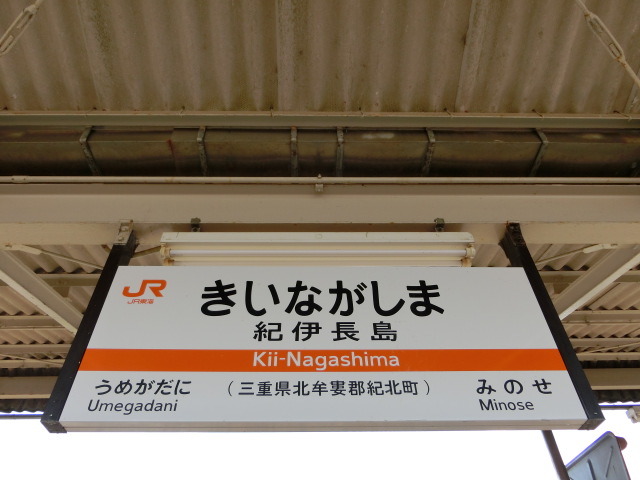 JR
JR東海
きいながしま
紀伊長島
Kii-Nagashima
うめがだに
Umegadani
（三重県北牟婁郡紀北町）
みのせ
Minose